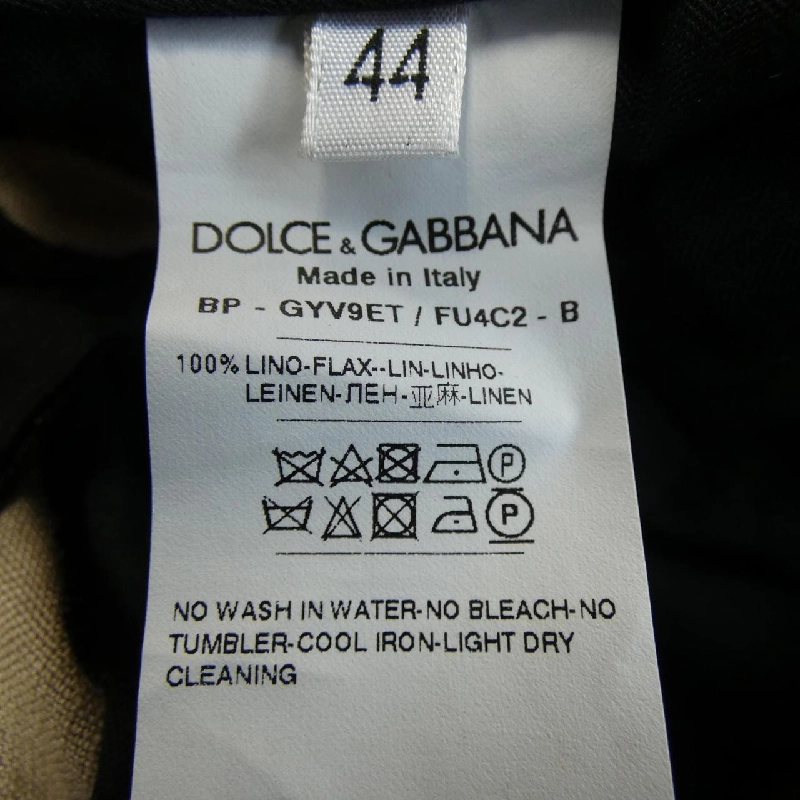 44
DOLCE & GABBANA
Made in Italy
BP - GYV9ET / FU4C2 - B
100% LINO-FLAX--LIN-LINHO-
LEINEN-ЛЕН-亚麻-LINEN
P
P
NO WASH IN WATER-NO BLEACH-NO
TUMBLER-COOL IRON-LIGHT DRY
CLEANING